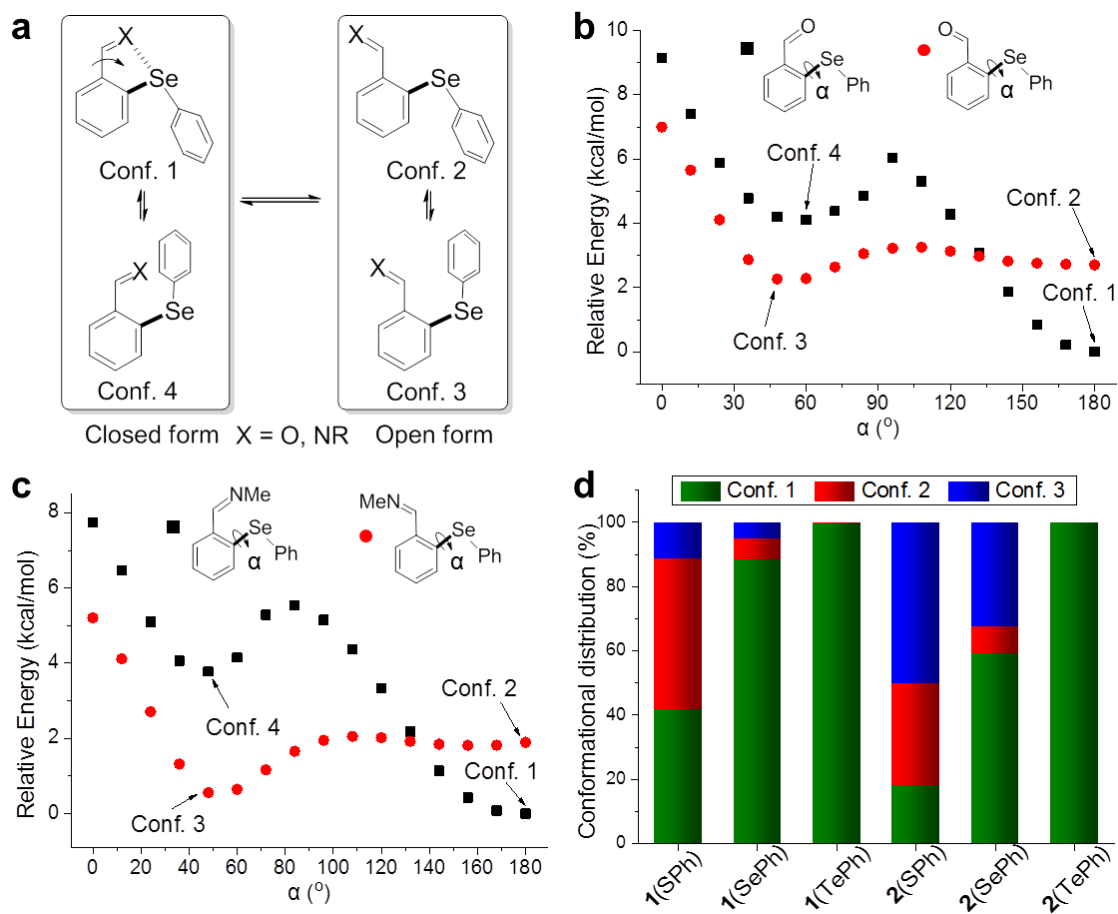 a
X
Se
Conf. 1
X
Se
Conf. 2
X
Se
Conf. 4
X
Se
Conf. 3
Closed form X = O, NR Open form
b
Relative Energy (kcal/mol)
10
8
6
4
2
0
O
Se
Ph
α
O
Se
Ph
α
Conf. 4
Conf. 2
Conf. 1
Conf. 3
0 30 60 90 120 150 180
α (°)
c
Relative Energy (kcal/mol)
8
6
4
2
0
NMe
Se
Ph
α
MeN
Se
Ph
α
Conf. 4
Conf. 2
Conf. 1
Conf. 3
0 20 40 60 80 100 120 140 160 180
α (°)
d
Conf. 1 Conf. 2 Conf. 3
Conformational distribution (%)
100
80
60
40
20
0
1(SPh)
1(SePh)
1(TePh)
2(SPh)
2(SePh)
2(TePh)